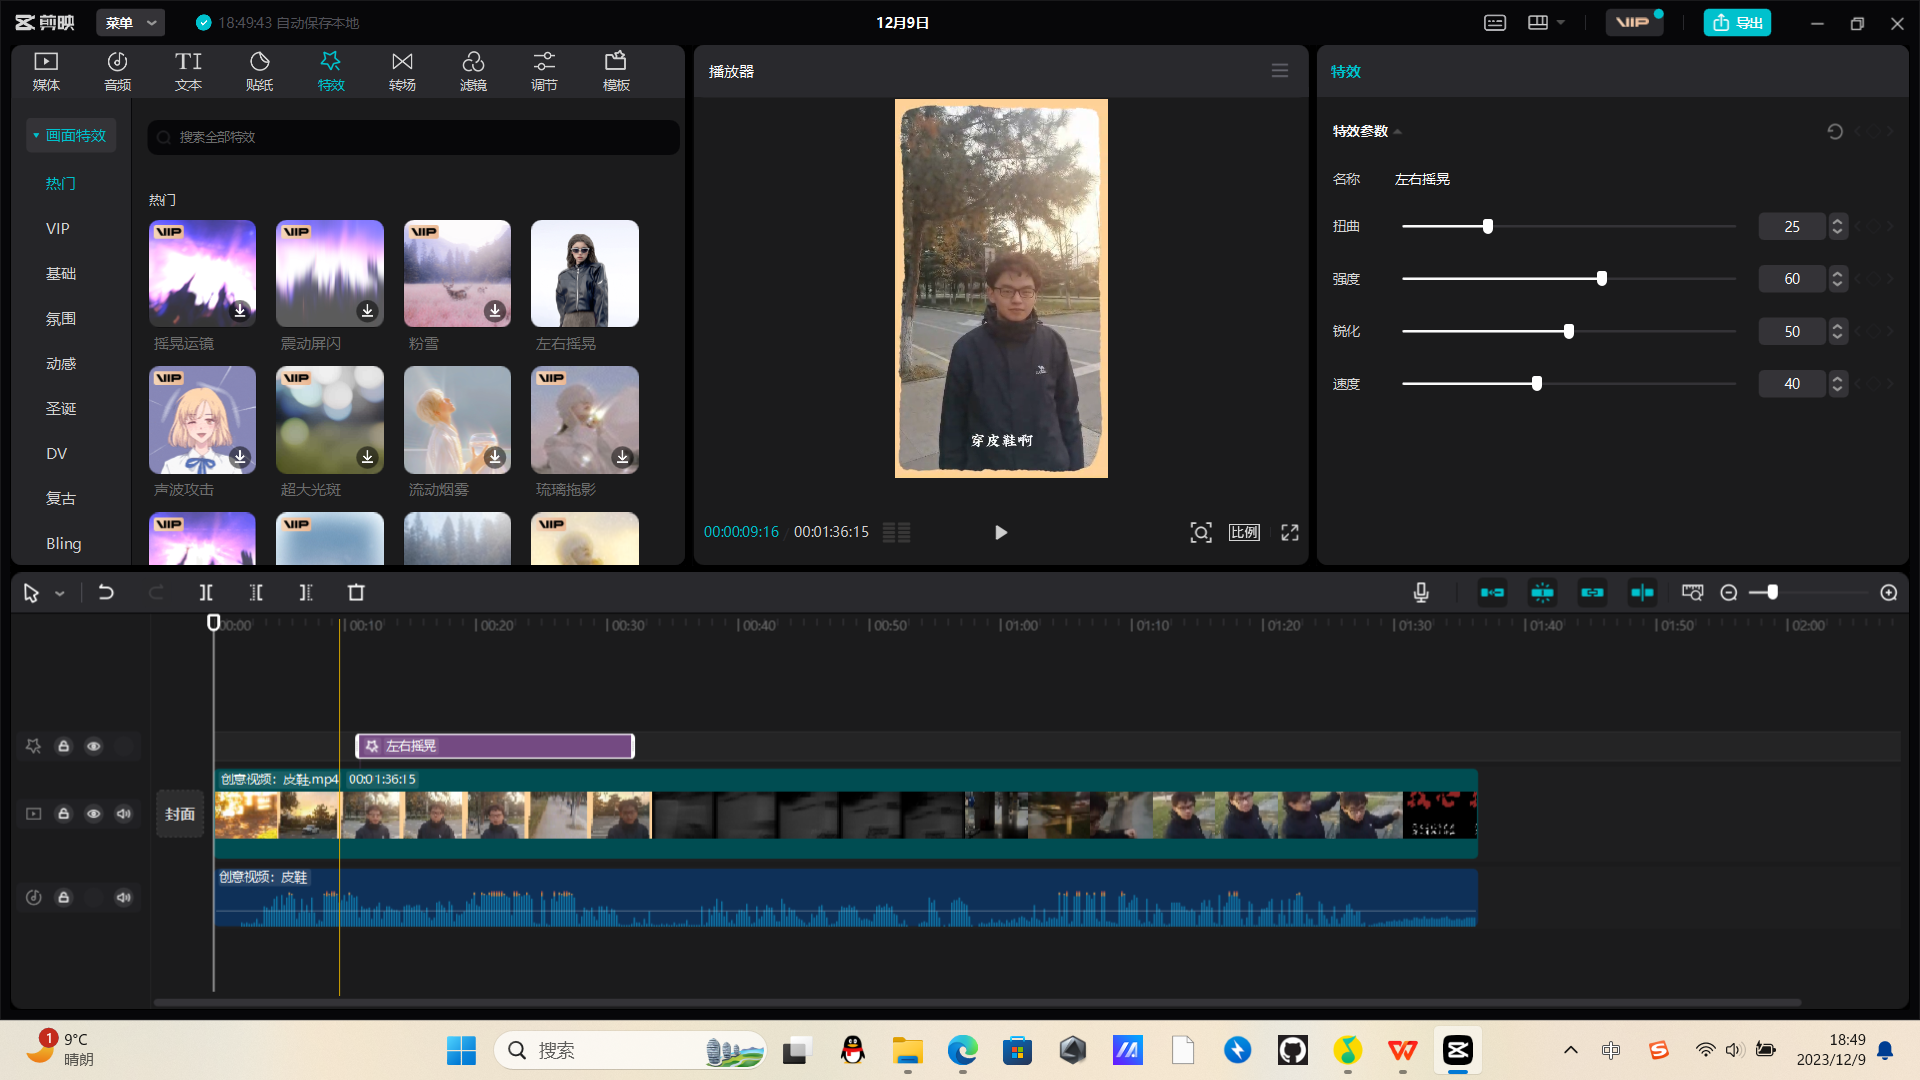 剪映
菜单
18:49:43 自动保存本地
12月9日
VIP
导出
媒体
音频
文本
贴纸
特效
转场
滤镜
调节
模板
画面特效
热门
VIP
基础
氛围
动感
圣诞
DV
复古
Bling
搜索全部特效
热门
VIP
VIP
VIP
摇晃运镜
震动屏闪
粉雪
左右摇晃
VIP
VIP
VIP
声波攻击
超大光斑
流动烟雾
琉璃拖影
VIP
VIP
VIP
播放器
穿皮鞋啊
00:00:09:16 / 00:01:36:15
比例
特效
特效参数
名称 左右摇晃
扭曲 25
强度 60
锐化 50
速度 40
00:00 00:10 00:20 00:30 00:40 00:50 01:00 01:10 01:20 01:30 01:40 01:50 02:00
左右摇晃
创意视频：皮鞋.mp4 00:01:36:15
封面
创意视频：皮鞋
1
9°C
晴朗
搜索
中
18:49
2023/12/9